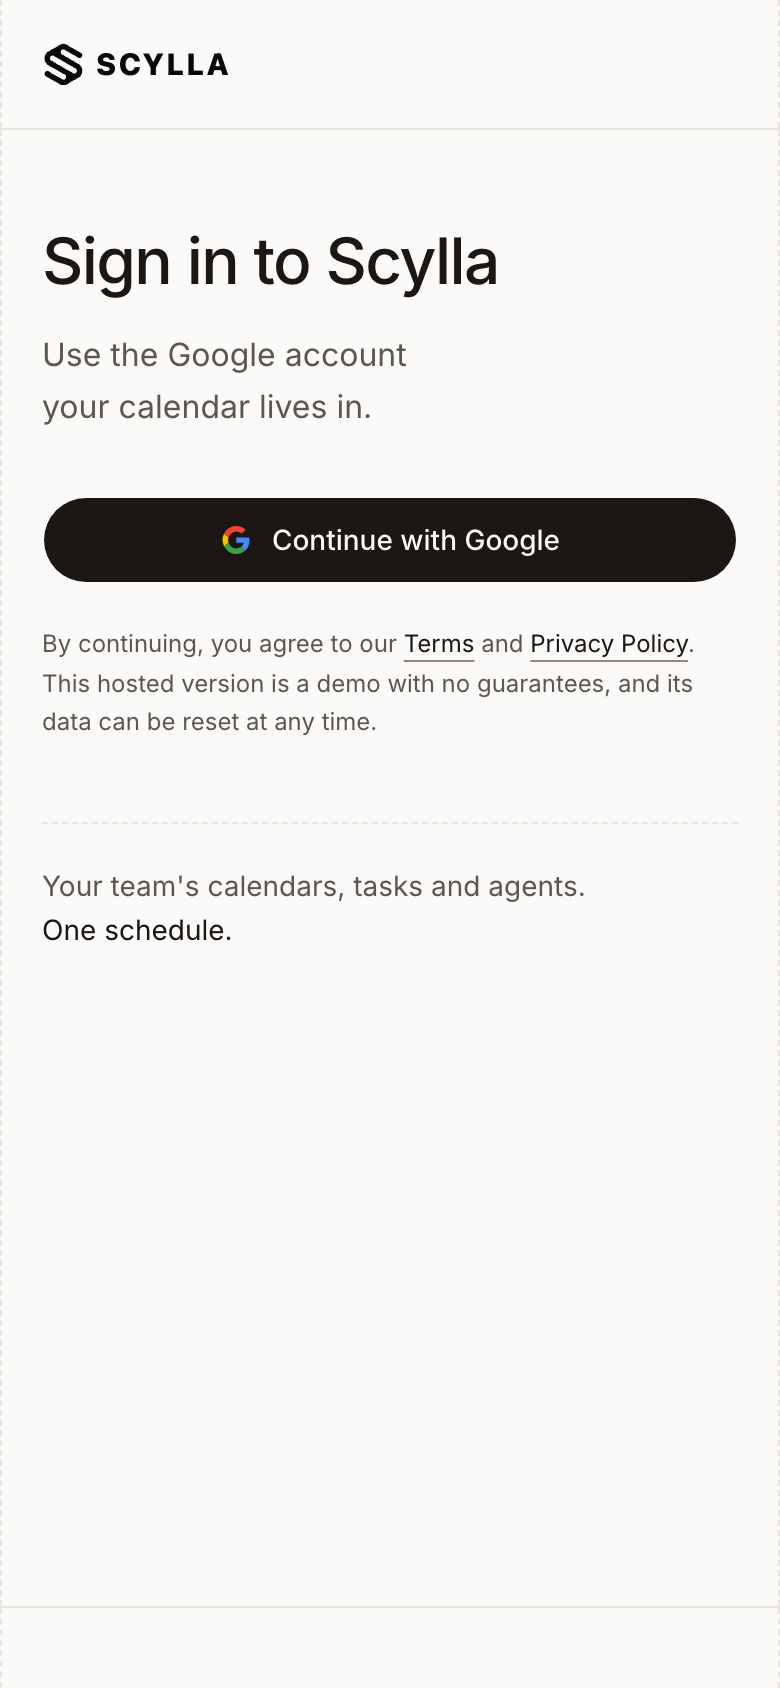 SCYLLA
Sign in to Scylla
Use the Google account
your calendar lives in.
Continue with Google
By continuing, you agree to our Terms and Privacy Policy.
This hosted version is a demo with no guarantees, and its
data can be reset at any time.
Your team's calendars, tasks and agents.
One schedule.